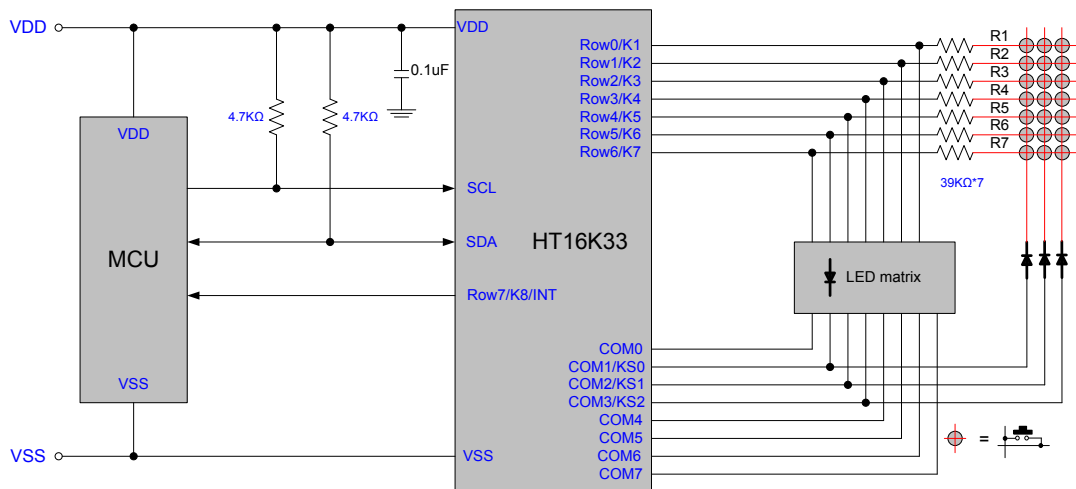 VDD
VDD
Row0/K1
Row1/K2
Row2/K3
Row3/K4
Row4/K5
Row5/K6
Row6/K7
R1
R2
R3
R4
R5
R6
R7
0.1uF
4.7KΩ
4.7KΩ
VDD
39KΩ*7
SCL
SDA
HT16K33
MCU
LED matrix
Row7/K8/INT
COM0
COM1/KS0
COM2/KS1
COM3/KS2
COM4
COM5
COM6
COM7
VSS
VSS
VSS
=